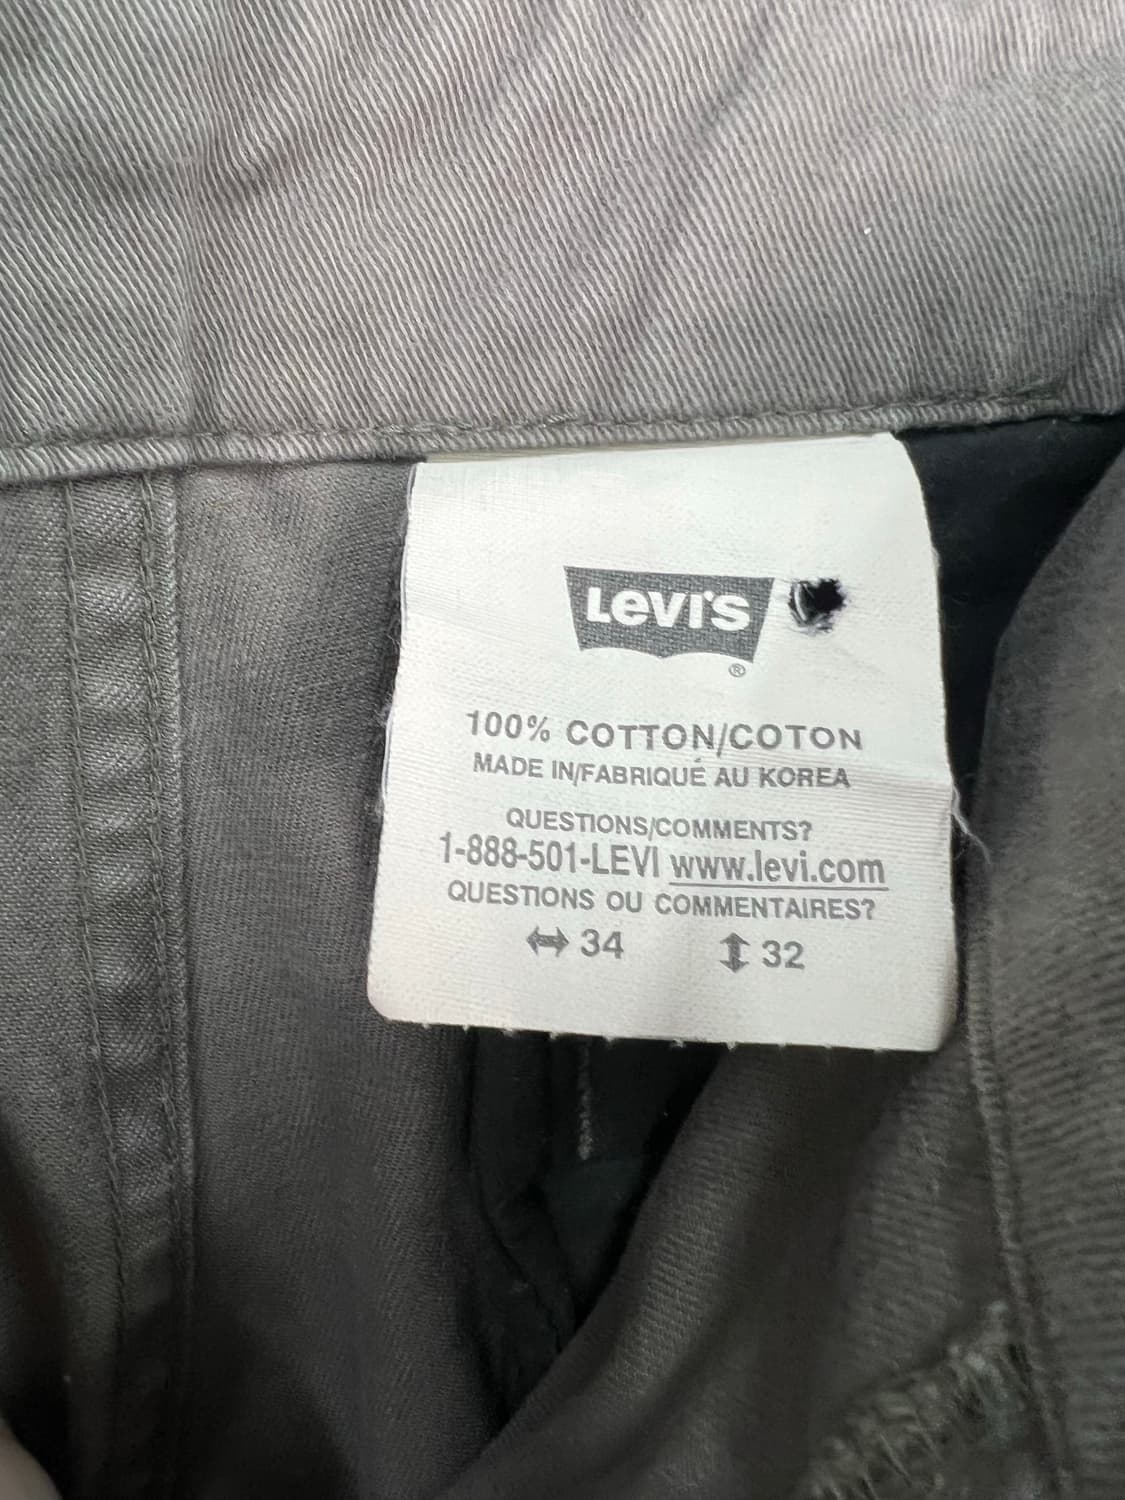 LEVI'S
®
100% COTTON/COTON
MADE IN/FABRIQUÉ AU KOREA
QUESTIONS/COMMENTS?
1-888-501-LEVI www.levi.com
QUESTIONS OU COMMENTAIRES?
34 32